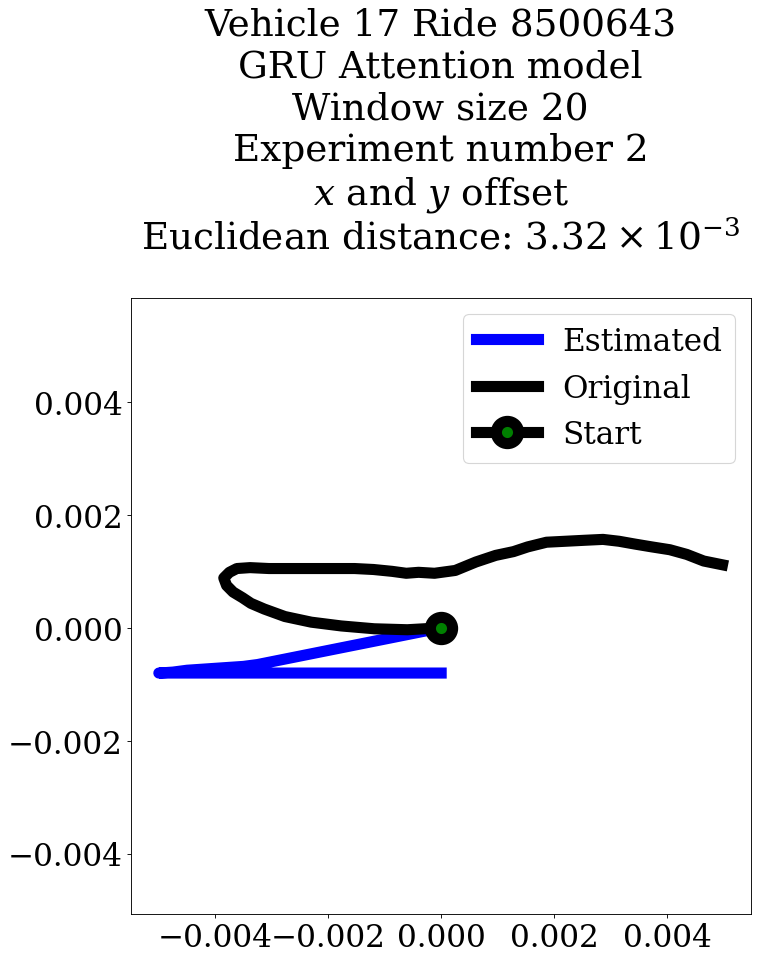 Vehicle 17 Ride 8500643
GRU Attention model
Window size 20
Experiment number 2
x and y offset
Euclidean distance: 3.32 × 10⁻³
Estimated
Original
Start
0.004
0.002
0.000
−0.002
−0.004
−0.004 −0.002 0.000 0.002 0.004